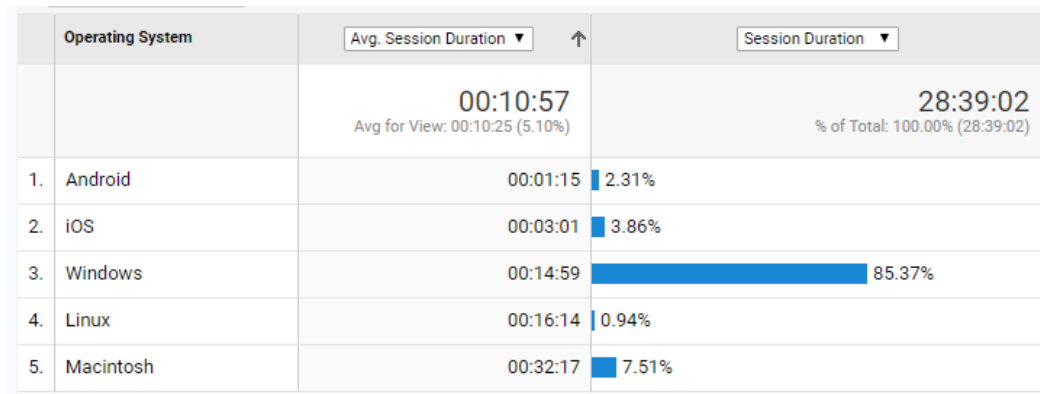 Operating System Avg. Session Duration ▼ ↑ Session Duration ▼
00:10:57 28:39:02
Avg for View: 00:10:25 (5.10%) % of Total: 100.00% (28:39:02)
1. Android 00:01:15 2.31%
2. iOS 00:03:01 3.86%
3. Windows 00:14:59 85.37%
4. Linux 00:16:14 0.94%
5. Macintosh 00:32:17 7.51%